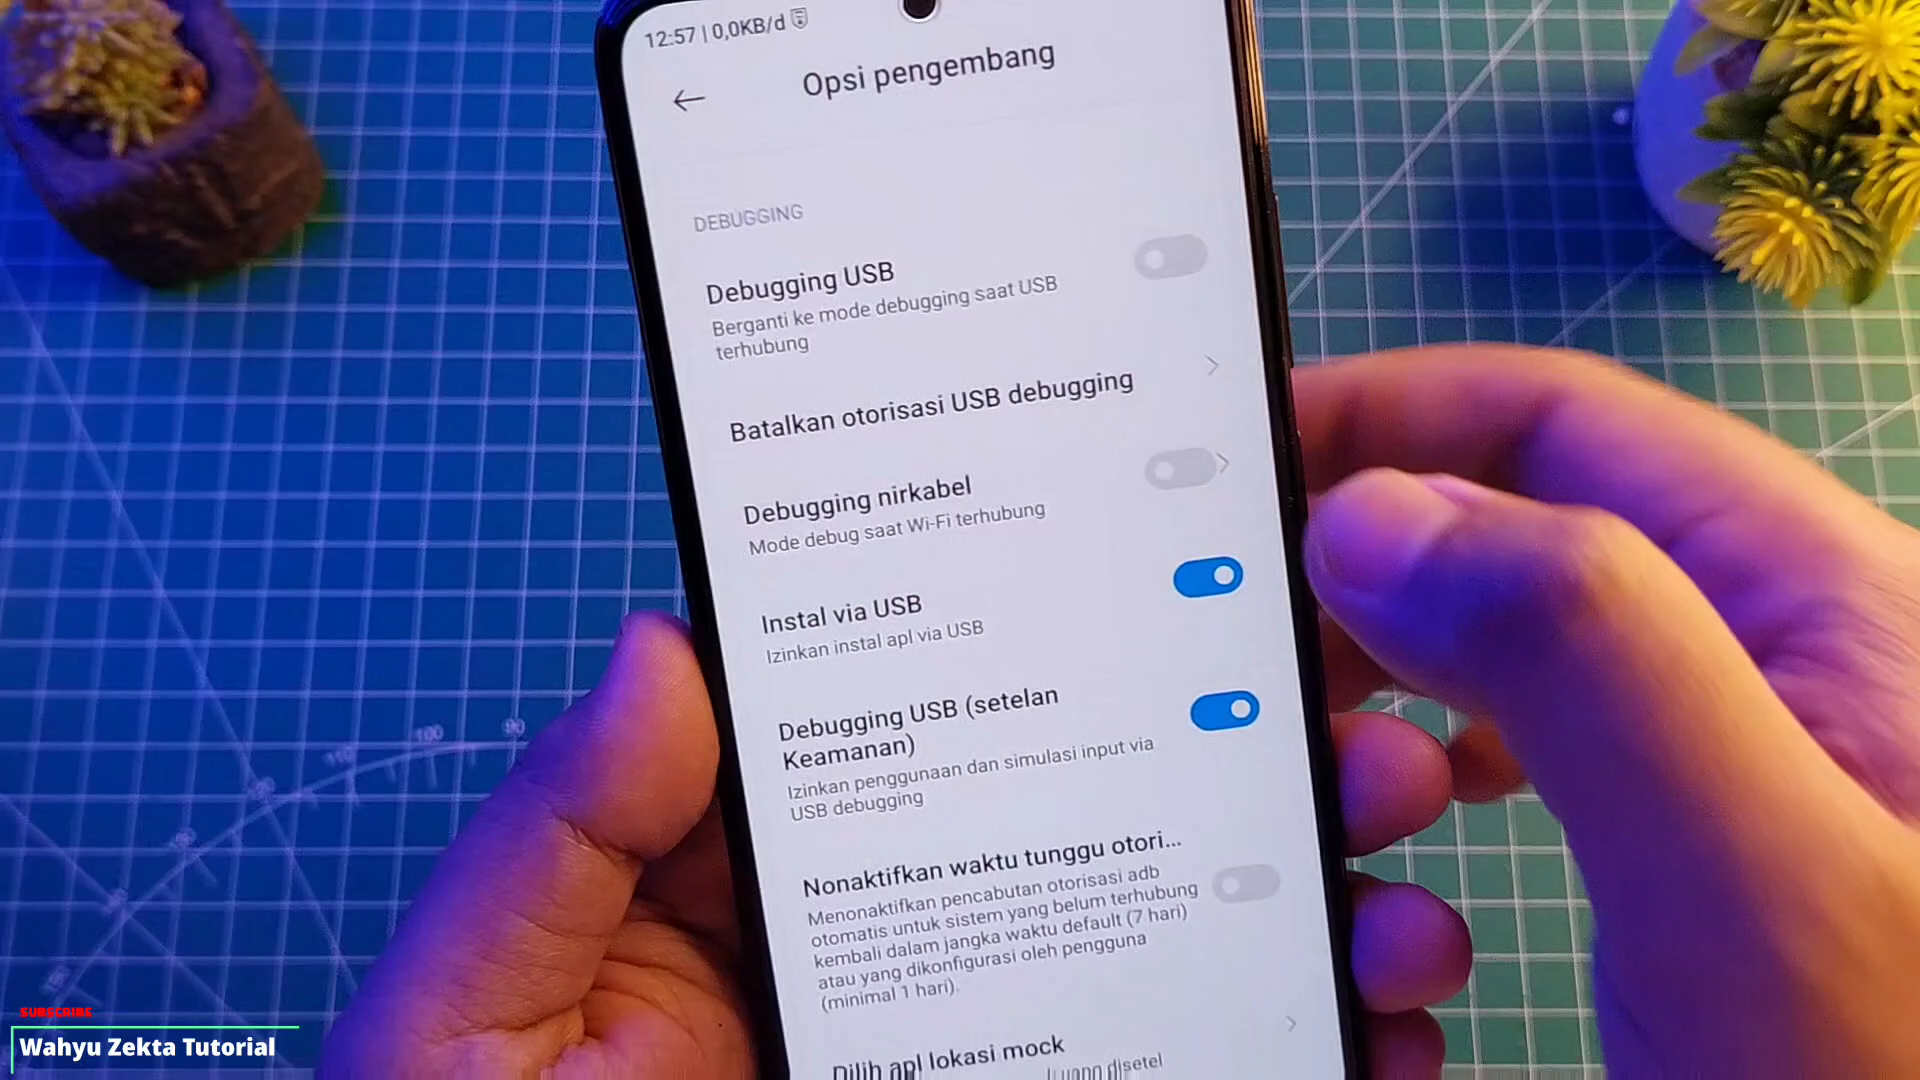 12:57 | 0,0KB/d
Opsi pengembang
DEBUGGING
Debugging USB
Berganti ke mode debugging saat USB
terhubung
Batalkan otorisasi USB debugging
Debugging nirkabel
Mode debug saat Wi-Fi terhubung
Instal via USB
Izinkan instal apl via USB
Debugging USB (setelan
Keamanan)
Izinkan penggunaan dan simulasi input via
USB debugging
Nonaktifkan waktu tunggu otori...
Menonaktifkan pencabutan otorisasi adb
otomatis untuk sistem yang belum terhubung
kembali dalam jangka waktu default (7 hari)
atau yang dikonfigurasi oleh pengguna
(minimal 1 hari).
Pilih apl lokasi mock
disetel
90
100
110
SUBSCRIBE
Wahyu Zekta Tutorial